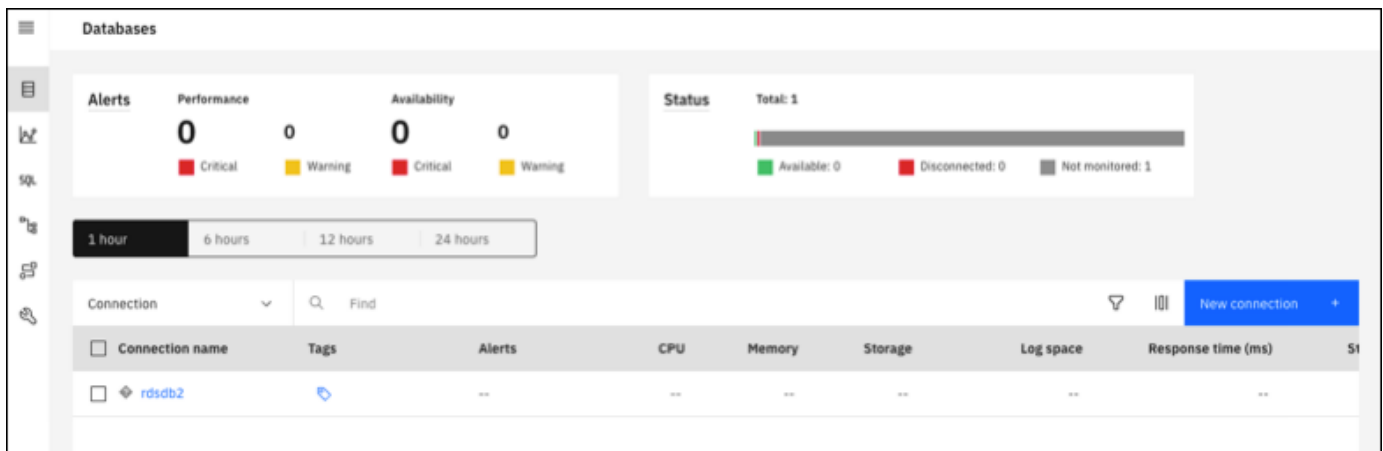 Databases
Alerts Performance Availability
0 0 0 0
Critical Warning Critical Warning
Status Total: 1
Available: 0 Disconnected: 0 Not monitored: 1
SQL
1 hour 6 hours 12 hours 24 hours
Connection Find New connection +
Connection name Tags Alerts CPU Memory Storage Log space Response time (ms) St
rdsdb2 -- -- -- -- -- --